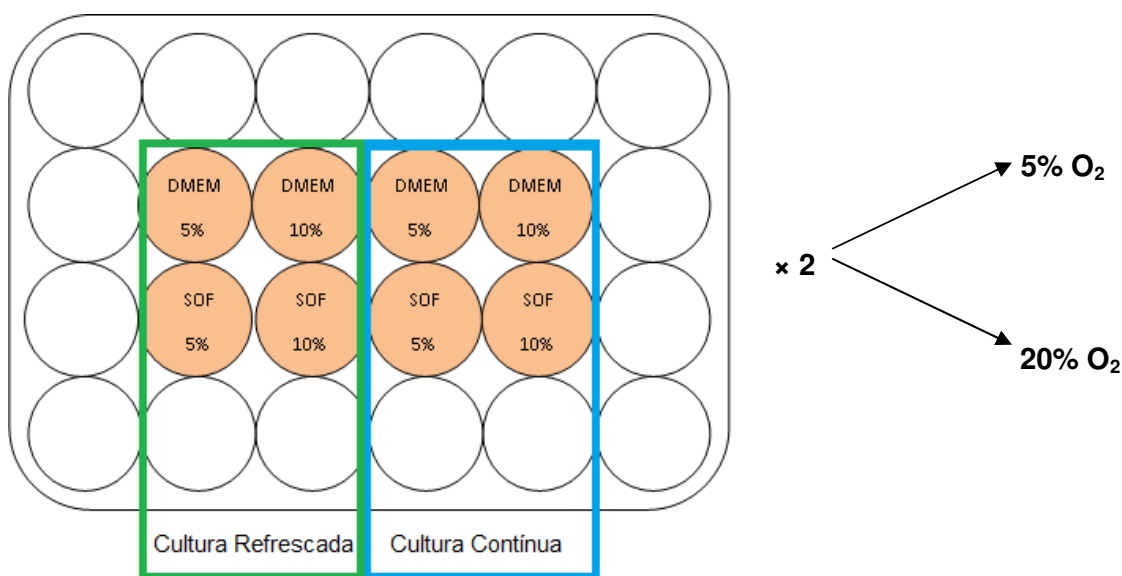 DMEM
5%
DMEM
10%
DMEM
5%
DMEM
10%
SOF
5%
SOF
10%
SOF
5%
SOF
10%
Cultura Refrescada
Cultura Contínua
× 2
5% O₂
20% O₂